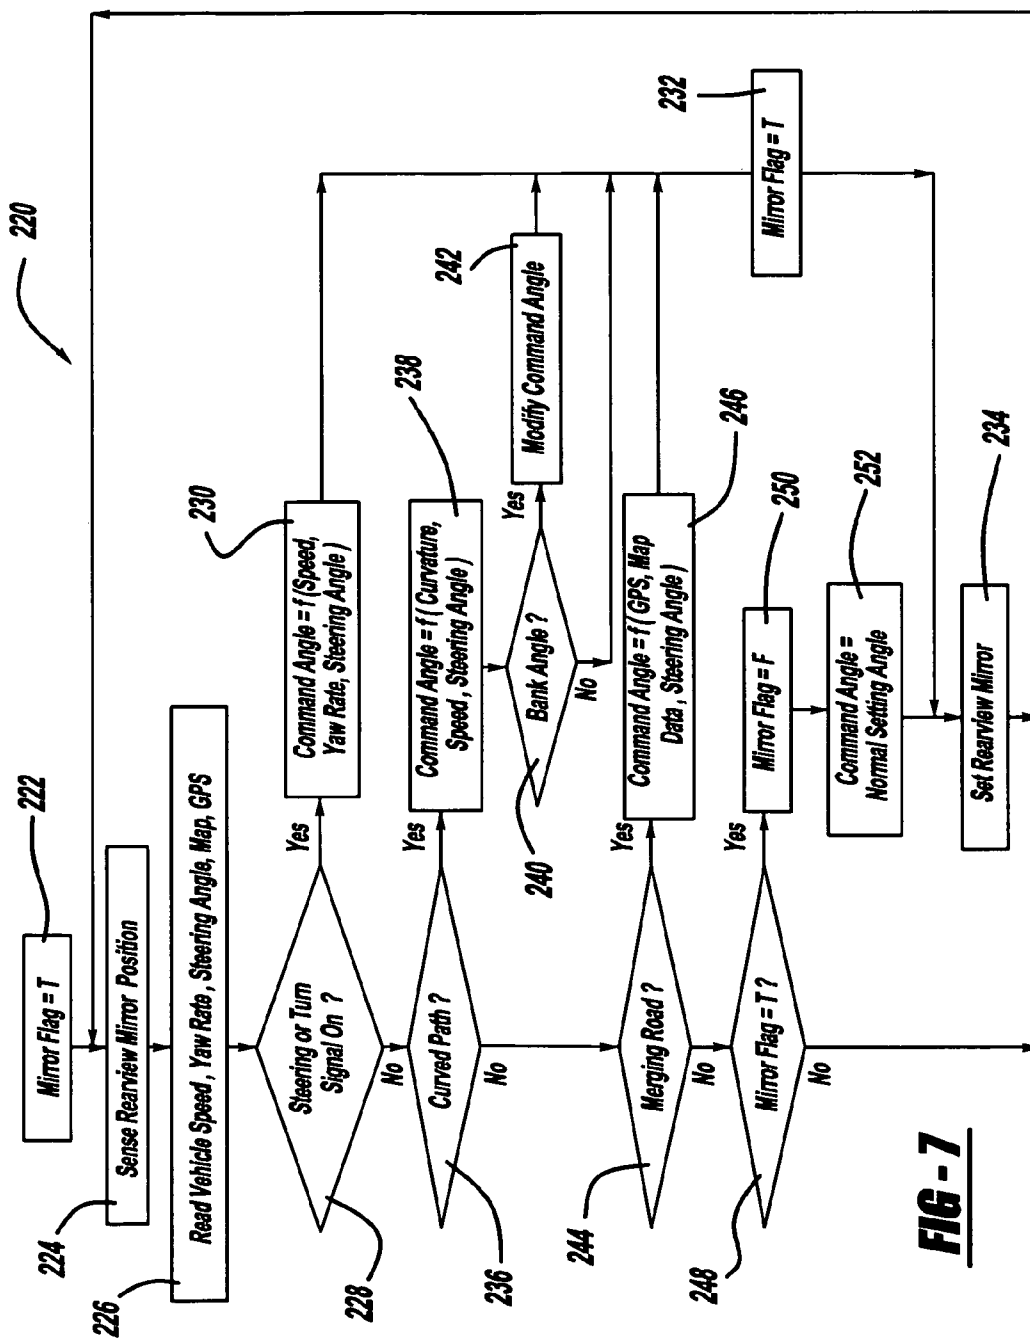 220
222
Mirror Flag = T
224
Sense Rearview Mirror Position
226
Read Vehicle Speed , Yaw Rate , Steering Angle, Map, GPS
228
Steering or Turn
Signal On ?
Yes
No
230
Command Angle = f ( Speed,
Yaw Rate, Steering Angle )
236
Curved Path ?
Yes
No
238
Command Angle = f ( Curvature,
Speed , Steering Angle )
240
Bank Angle ?
Yes
No
242
Modify Command Angle
244
Merging Road ?
Yes
No
Command Angle = f ( GPS, Map
Data , Steering Angle )
246
248
Mirror Flag = T ?
Yes
No
Mirror Flag = F
250
232
Mirror Flag = T
Command Angle =
Normal Setting Angle
252
Set Rearview Mirror
234
FIG - 7